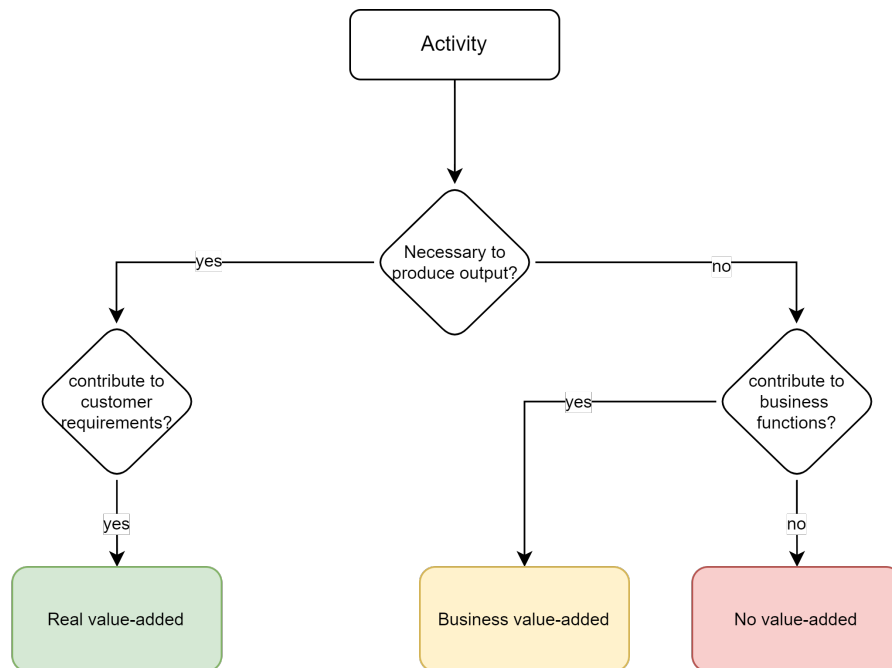 Activity
Necessary to
produce output?
yes
no
contribute to
customer
requirements?
yes
contribute to
business
functions?
yes
no
Real value-added
Business value-added
No value-added